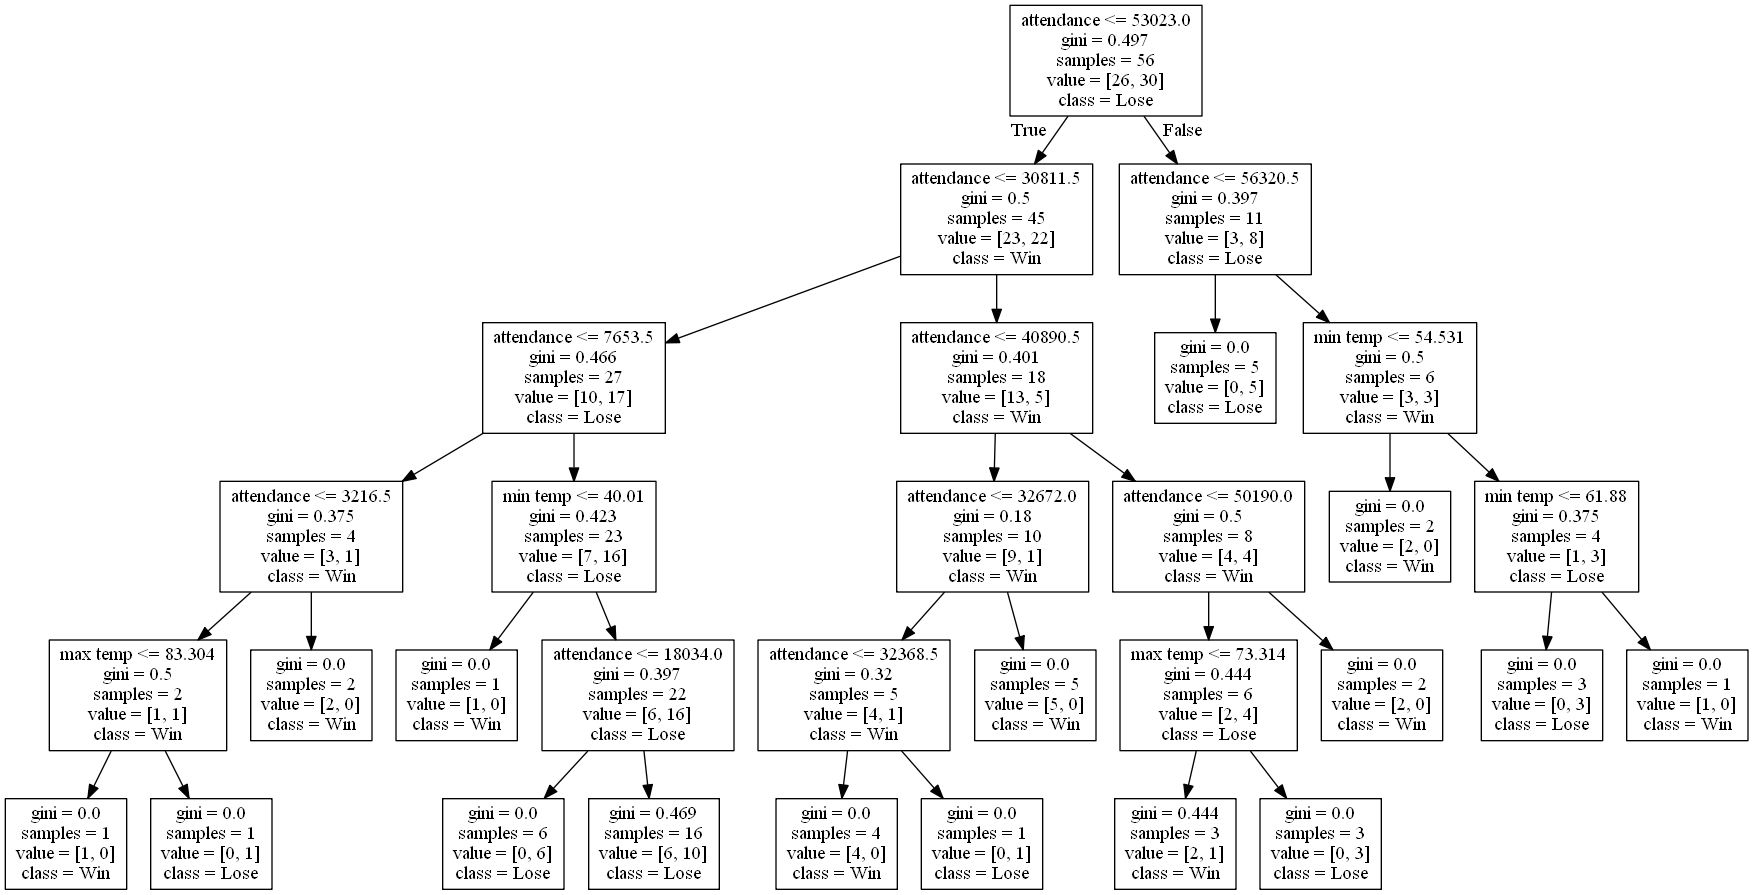 attendance <= 53023.0
gini = 0.497
samples = 56
value = [26, 30]
class = Lose
True
False
attendance <= 30811.5
gini = 0.5
samples = 45
value = [23, 22]
class = Win
attendance <= 56320.5
gini = 0.397
samples = 11
value = [3, 8]
class = Lose
attendance <= 7653.5
gini = 0.466
samples = 27
value = [10, 17]
class = Lose
attendance <= 40890.5
gini = 0.401
samples = 18
value = [13, 5]
class = Win
gini = 0.0
samples = 5
value = [0, 5]
class = Lose
min temp <= 54.531
gini = 0.5
samples = 6
value = [3, 3]
class = Win
attendance <= 3216.5
gini = 0.375
samples = 4
value = [3, 1]
class = Win
min temp <= 40.01
gini = 0.423
samples = 23
value = [7, 16]
class = Lose
attendance <= 32672.0
gini = 0.18
samples = 10
value = [9, 1]
class = Win
attendance <= 50190.0
gini = 0.5
samples = 8
value = [4, 4]
class = Win
gini = 0.0
samples = 2
value = [2, 0]
class = Win
min temp <= 61.88
gini = 0.375
samples = 4
value = [1, 3]
class = Lose
max temp <= 83.304
gini = 0.5
samples = 2
value = [1, 1]
class = Win
gini = 0.0
samples = 2
value = [2, 0]
class = Win
gini = 0.0
samples = 1
value = [1, 0]
class = Win
attendance <= 18034.0
gini = 0.397
samples = 22
value = [6, 16]
class = Lose
attendance <= 32368.5
gini = 0.32
samples = 5
value = [4, 1]
class = Win
gini = 0.0
samples = 5
value = [5, 0]
class = Win
max temp <= 73.314
gini = 0.444
samples = 6
value = [2, 4]
class = Lose
gini = 0.0
samples = 2
value = [2, 0]
class = Win
gini = 0.0
samples = 3
value = [0, 3]
class = Lose
gini = 0.0
samples = 1
value = [1, 0]
class = Win
gini = 0.0
samples = 1
value = [1, 0]
class = Win
gini = 0.0
samples = 1
value = [0, 1]
class = Lose
gini = 0.0
samples = 6
value = [0, 6]
class = Lose
gini = 0.469
samples = 16
value = [6, 10]
class = Lose
gini = 0.0
samples = 4
value = [4, 0]
class = Win
gini = 0.0
samples = 1
value = [0, 1]
class = Lose
gini = 0.444
samples = 3
value = [2, 1]
class = Win
gini = 0.0
samples = 3
value = [0, 3]
class = Lose